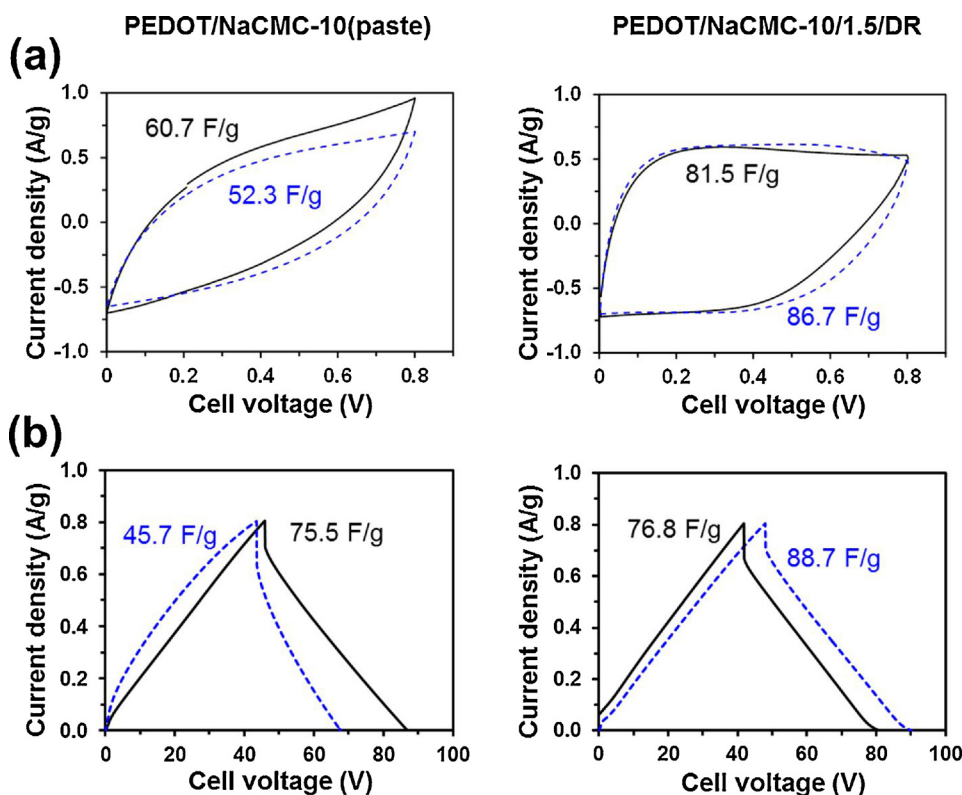 PEDOT/NaCMC-10(paste)
PEDOT/NaCMC-10/1.5/DR
(a)
Current density (A/g)
1.0
0.5
0.0
-0.5
-1.0
60.7 F/g
52.3 F/g
0
0.2
0.4
0.6
0.8
Cell voltage (V)
Current density (A/g)
1.0
0.5
0.0
-0.5
-1.0
81.5 F/g
86.7 F/g
0
0.2
0.4
0.6
0.8
Cell voltage (V)
(b)
Current density (A/g)
1.0
0.8
0.6
0.4
0.2
0.0
45.7 F/g
75.5 F/g
0
20
40
60
80
100
Cell voltage (V)
Current density (A/g)
1.0
0.8
0.6
0.4
0.2
0.0
76.8 F/g
88.7 F/g
0
20
40
60
80
100
Cell voltage (V)